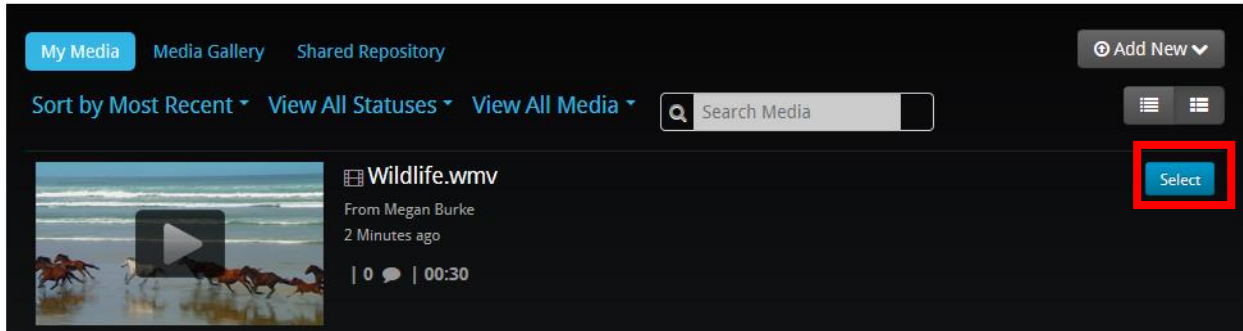 My Media Media Gallery Shared Repository Add New
Sort by Most Recent View All Statuses View All Media Search Media
Wildlife.wmv Select
From Megan Burke
2 Minutes ago
| 0 | 00:30